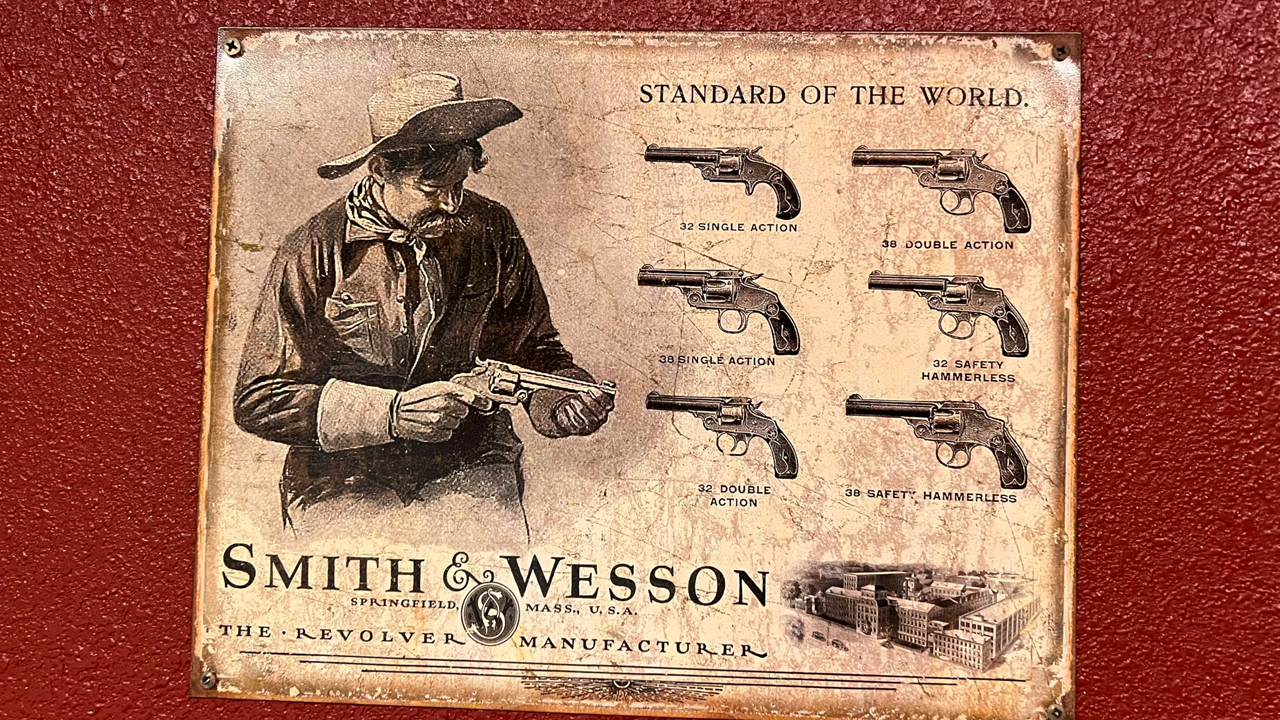 STANDARD OF THE WORLD.
32 SINGLE ACTION
38 DOUBLE ACTION
38 SINGLE ACTION
32 SAFETY
HAMMERLESS
32 DOUBLE
ACTION
38 SAFETY HAMMERLESS
SMITH & WESSON
SPRINGFIELD, MASS., U.S.A.
THE · REVOLVER MANUFACTURER